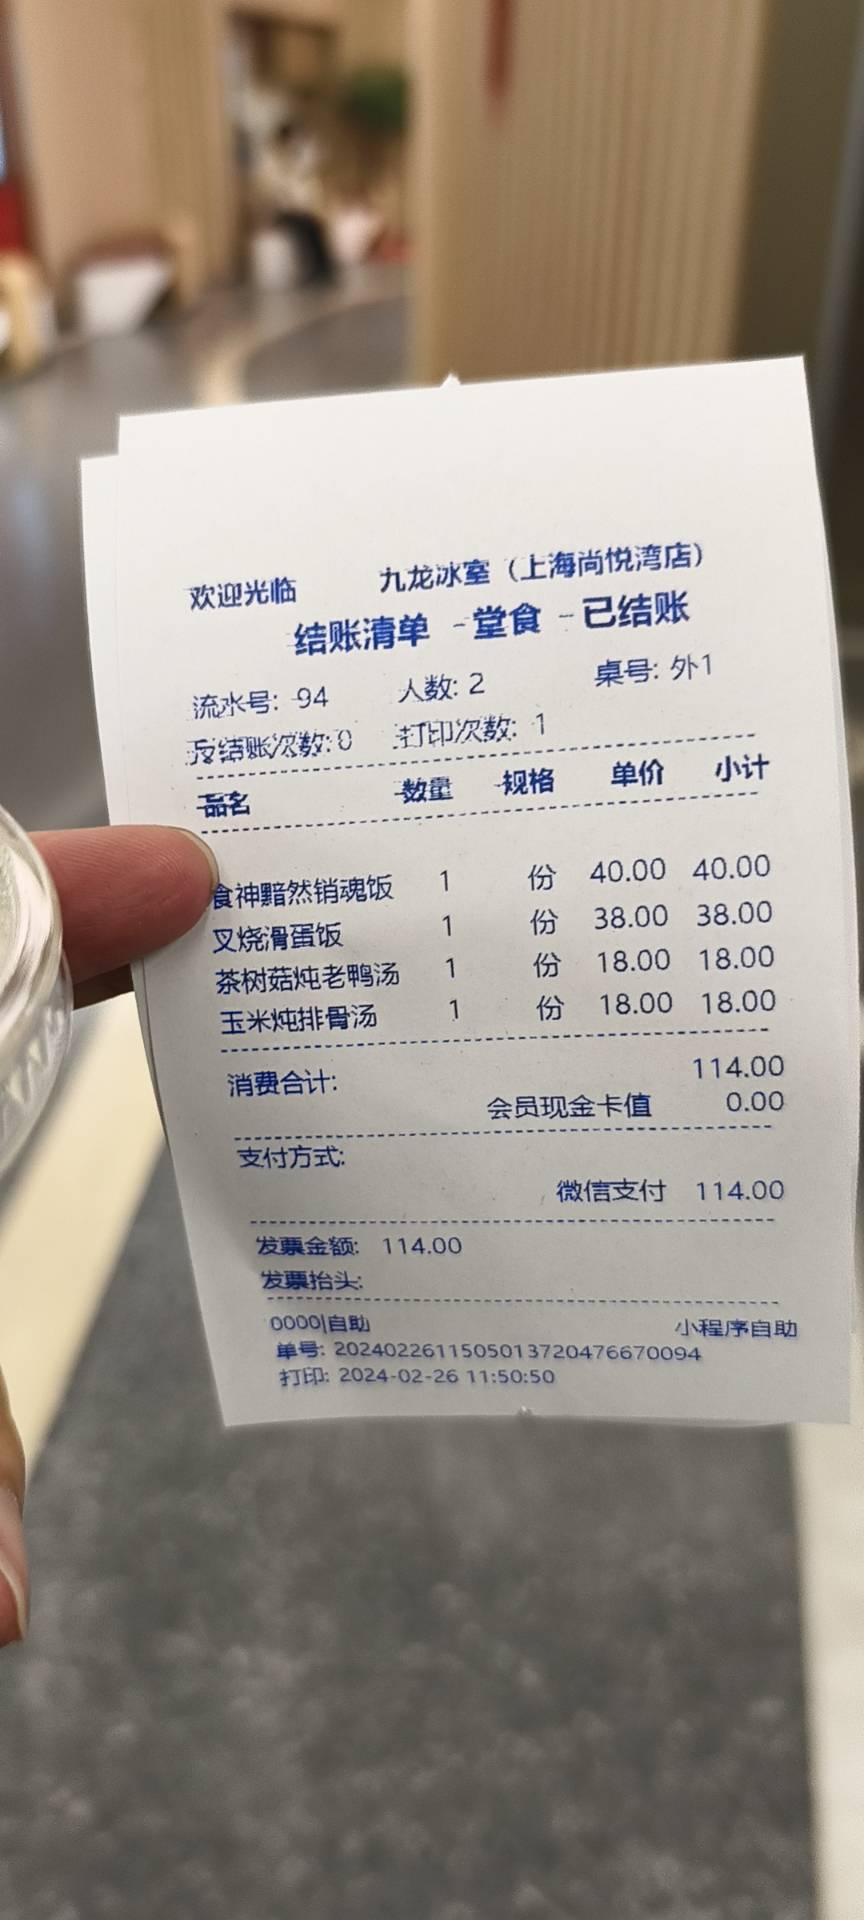 欢迎光临 九龙冰室（上海尚悦湾店）
结账清单 -堂食 -已结账
流水号: 94 人数: 2 桌号: 外1
反结账次数: 0 打印次数: 1
品名 数量 规格 单价 小计
食神黯然销魂饭 1 份 40.00 40.00
叉烧滑蛋饭 1 份 38.00 38.00
茶树菇炖老鸭汤 1 份 18.00 18.00
玉米炖排骨汤 1 份 18.00 18.00
消费合计: 114.00
会员现金卡值 0.00
支付方式:
微信支付 114.00
发票金额: 114.00
发票抬头:
0000|自助 小程序自助
单号: 20240226115050137204766​70094
打印: 2024-02-26 11:50:50